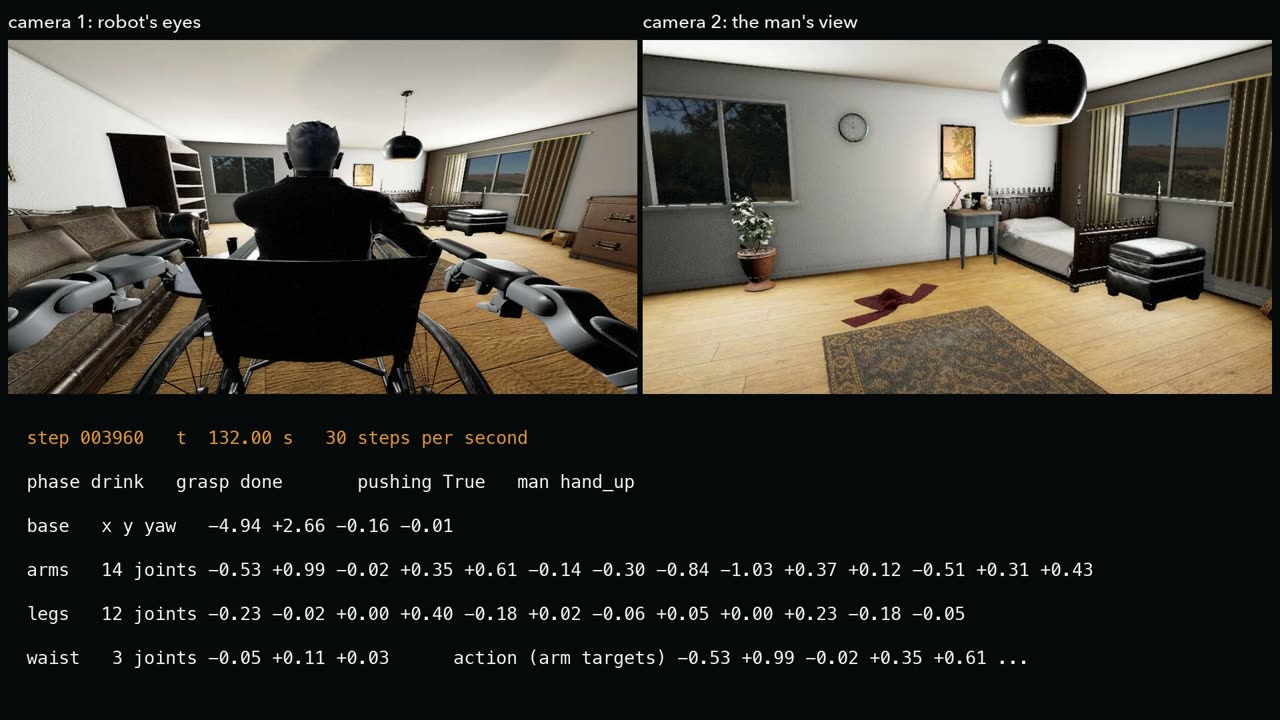 camera 1: robot's eyes
camera 2: the man's view
step 003960 t 132.00 s 30 steps per second
phase drink grasp done pushing True man hand_up
base x y yaw −4.94 +2.66 −0.16 −0.01
arms 14 joints −0.53 +0.99 −0.02 +0.35 +0.61 −0.14 −0.30 −0.84 −1.03 +0.37 +0.12 −0.51 +0.31 +0.43
legs 12 joints −0.23 −0.02 +0.00 +0.40 −0.18 +0.02 −0.06 +0.05 +0.00 +0.23 −0.18 −0.05
waist 3 joints −0.05 +0.11 +0.03 action (arm targets) −0.53 +0.99 −0.02 +0.35 +0.61 ...